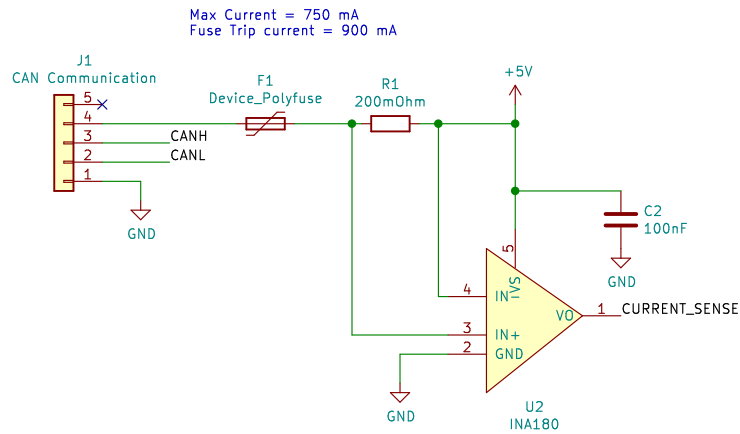 Max Current = 750 mA
Fuse Trip current = 900 mA
J1
CAN Communication
F1
Device_Polyfuse
R1
200mOhm
+5V
5
4
3
CANH
2
CANL
1
GND
C2
100nF
GND
5
VS
4
IN-
3
IN+
2
GND
VO
1
CURRENT_SENSE
GND
U2
INA180